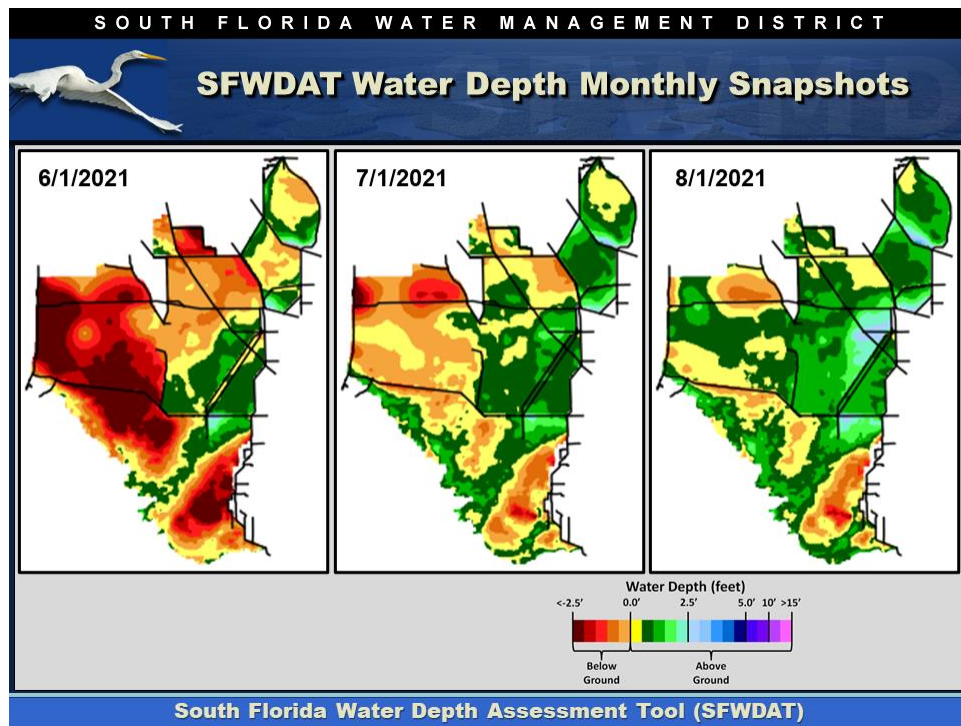 SOUTH FLORIDA WATER MANAGEMENT DISTRICT
SFWDAT Water Depth Monthly Snapshots
6/1/2021
7/1/2021
8/1/2021
Water Depth (feet)
<-2.5' 0.0' 2.5' 5.0' 10' >15'
Below Above
Ground Ground
South Florida Water Depth Assessment Tool (SFWDAT)